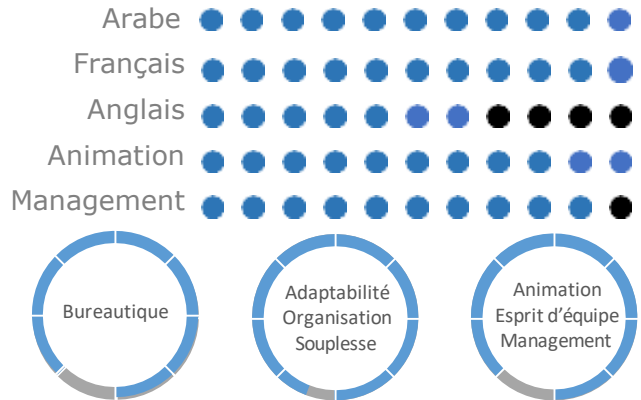 Arabe
Français
Anglais
Animation
Management
Bureautique
Adaptabilité
Organisation
Souplesse
Animation
Esprit d'équipe
Management